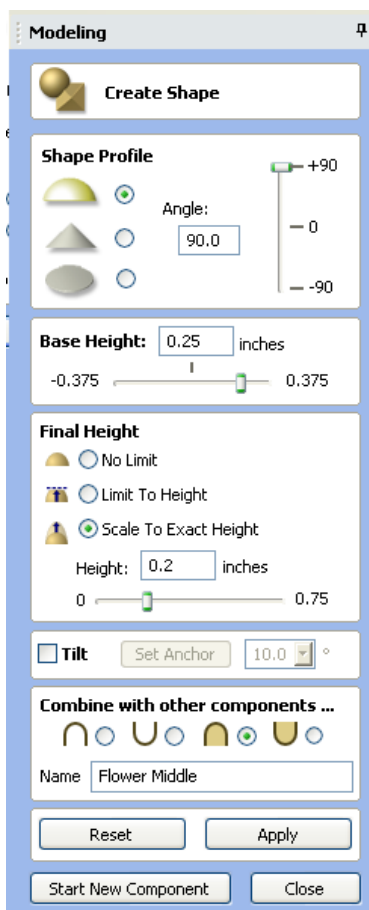 Modeling
Create Shape
Shape Profile
+90
Angle:
90.0
0
-90
Base Height: 0.25 inches
-0.375 0.375
Final Height
No Limit
Limit To Height
Scale To Exact Height
Height: 0.2 inches
0 0.75
Tilt Set Anchor 10.0 °
Combine with other components ...
Name Flower Middle
Reset Apply
Start New Component Close